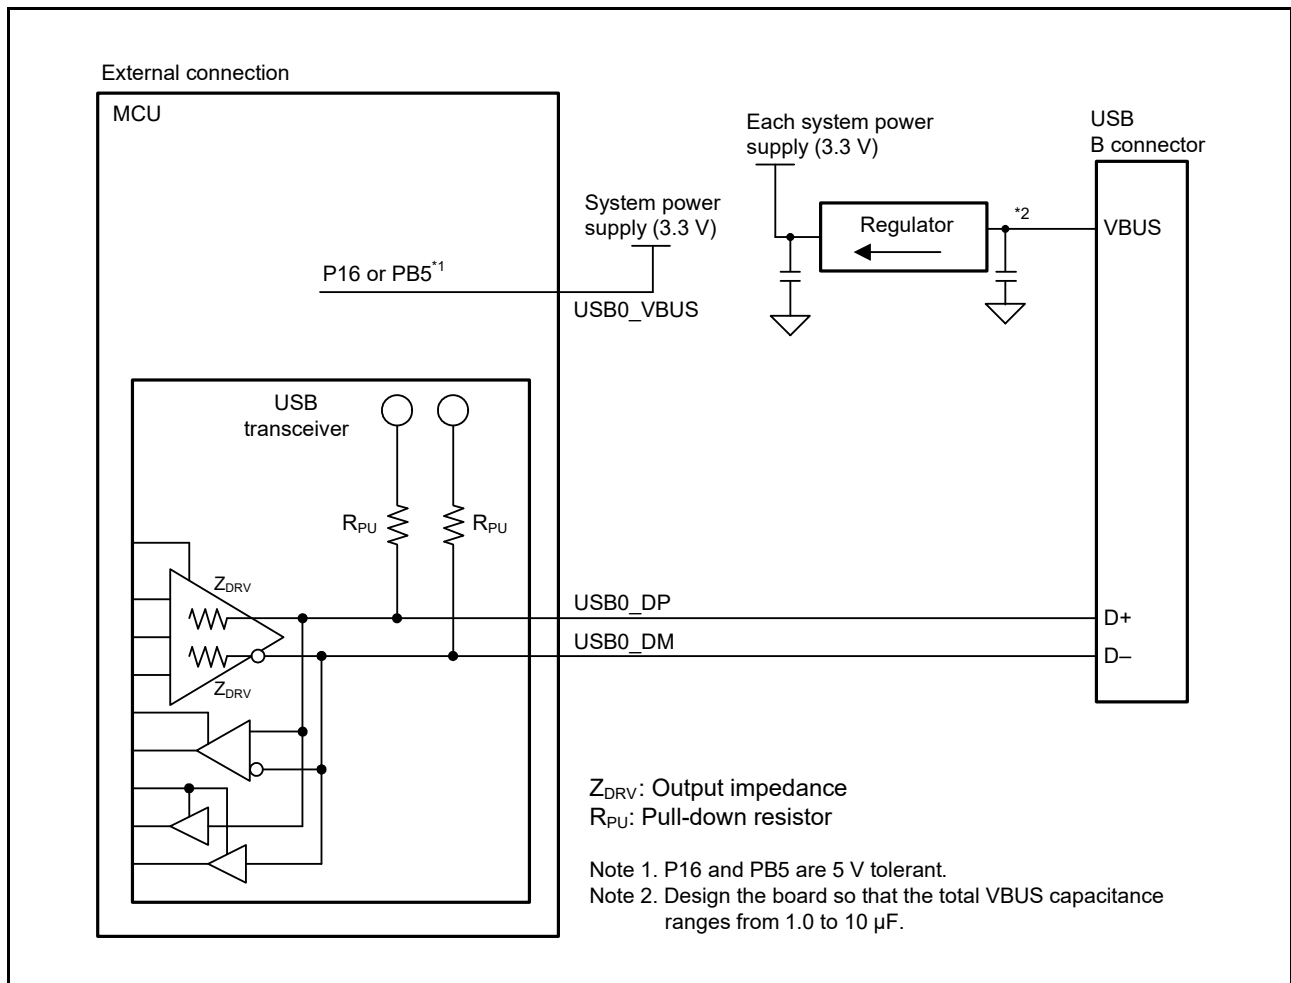 External connection
MCU
Each system power
supply (3.3 V)
USB
B connector
System power
supply (3.3 V)
*2
Regulator
VBUS
P16 or PB5*1
USB0_VBUS
USB
transceiver
RPU
RPU
ZDRV
USB0_DP
D+
USB0_DM
D–
ZDRV
ZDRV: Output impedance
RPU: Pull-down resistor
Note 1. P16 and PB5 are 5 V tolerant.
Note 2. Design the board so that the total VBUS capacitance
ranges from 1.0 to 10 µF.